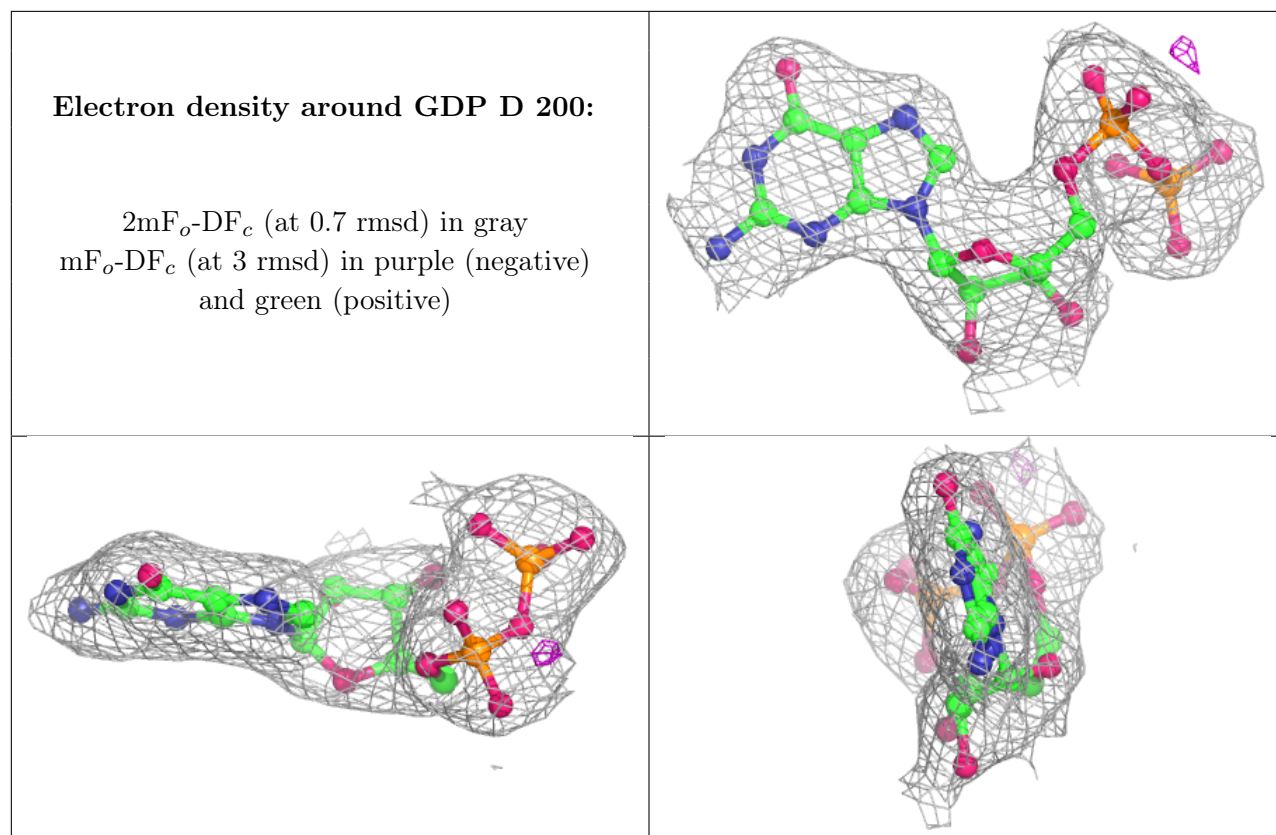 Electron density around GDP D 200:
2mFo-DFc (at 0.7 rmsd) in gray
mFo-DFc (at 3 rmsd) in purple (negative)
and green (positive)